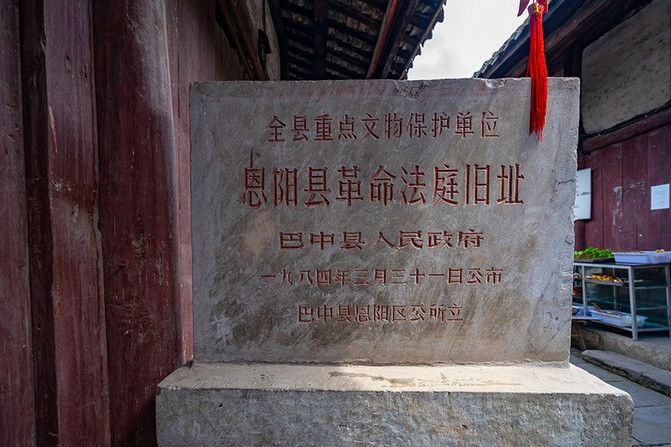 全县重点文物保护单位
恩阳县革命法庭旧址
巴中县人民政府
一九八四年三月三十一日公布
巴中县恩阳区公所立